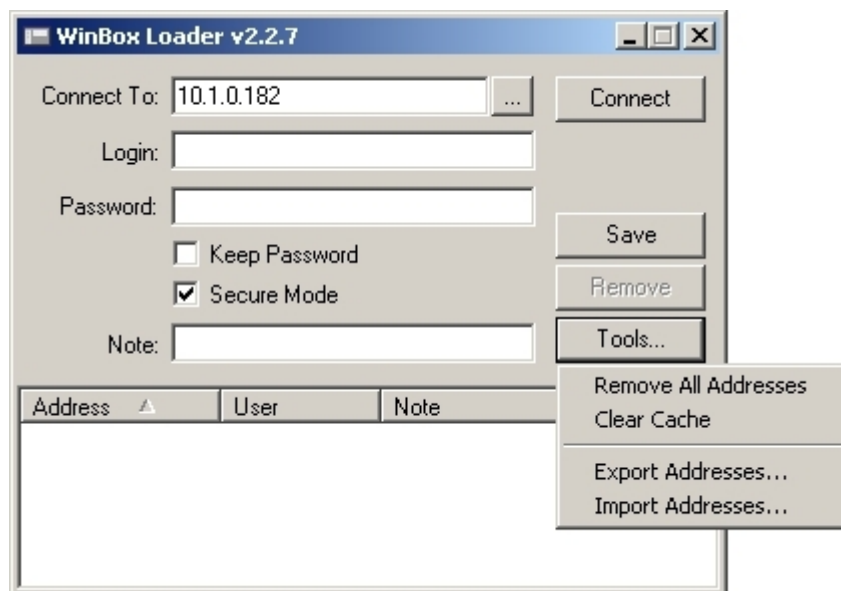 WinBox Loader v2.2.7
Connect To: 10.1.0.182 ... Connect
Login:
Password:
Save
Keep Password
Remove
Secure Mode
Note:
Tools...
Remove All Addresses
Clear Cache
Export Addresses...
Import Addresses...
Address User Note